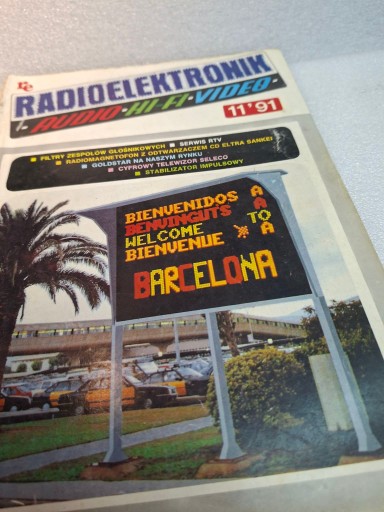 Re
RADIOELEKTRONIK
AUDIO·HI-FI·VIDEO
11'91
■ FILTRY ZESPOŁÓW GŁOŚNIKOWYCH ■ SERWIS RTV
■ RADIOMAGNETOFON Z ODTWARZACZEM CD ELTRA SANKEI
■ GOLDSTAR NA NASZYM RYNKU
■ CYFROWY TELEWIZOR SELECO
■ STABILIZATOR IMPULSOWY
BIENVENIDOS A
BENVINGUTS A
WELCOME TO
BIENVENUE A
BARCELONA